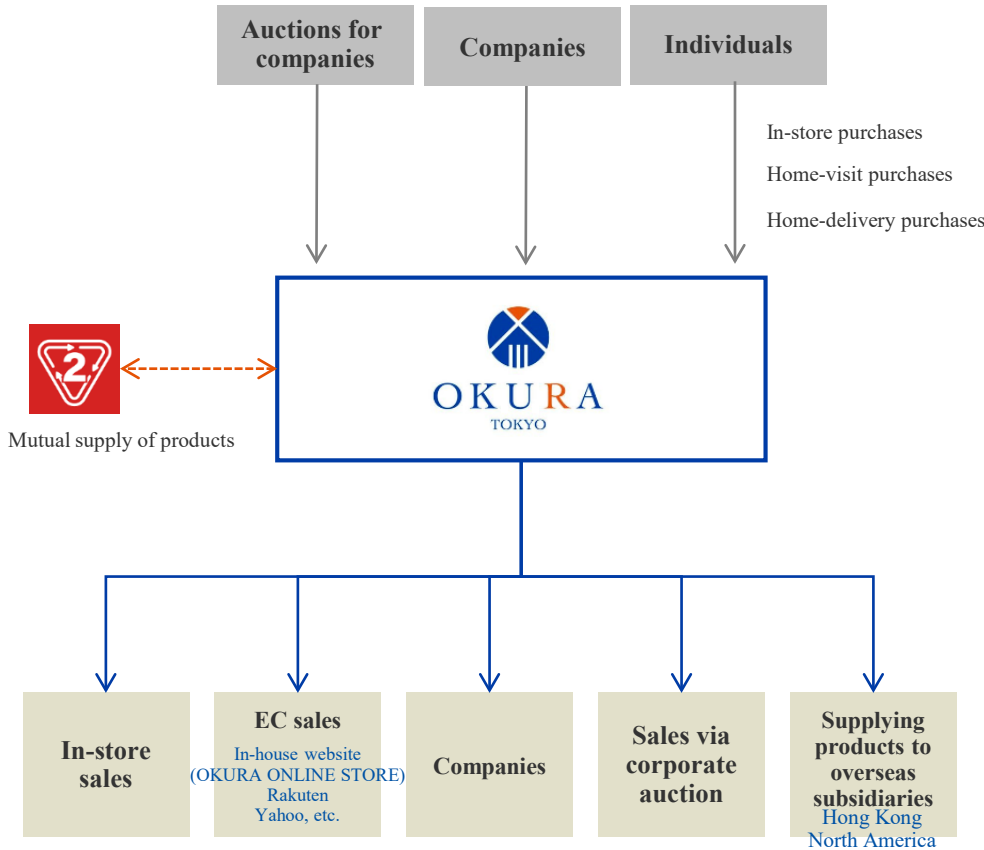 Auctions for
companies
Companies
Individuals
In-store purchases
Home-visit purchases
Home-delivery purchases
2
Mutual supply of products
OKURA
TOKYO
In-store
sales
EC sales
In-house website
(OKURA ONLINE STORE)
Rakuten
Yahoo, etc.
Companies
Sales via
corporate
auction
Supplying
products to
overseas
subsidiaries
Hong Kong
North America